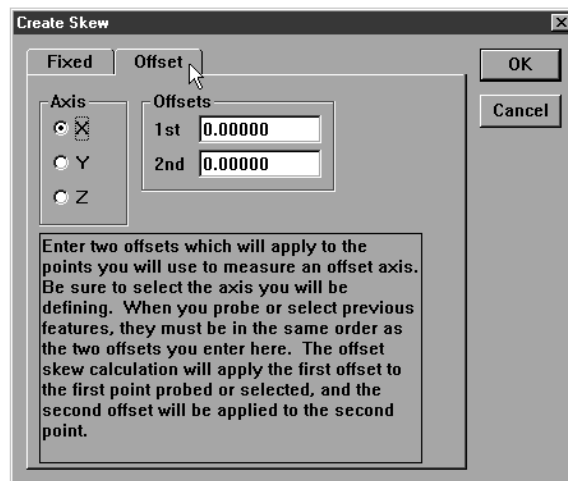 Create Skew
Fixed
Offset
OK
Cancel
Axis
X
Y
Z
Offsets
1st 0.00000
2nd 0.00000
Enter two offsets which will apply to the
points you will use to measure an offset axis.
Be sure to select the axis you will be
defining. When you probe or select previous
features, they must be in the same order as
the two offsets you enter here. The offset
skew calculation will apply the first offset to
the first point probed or selected, and the
second offset will be applied to the second
point.